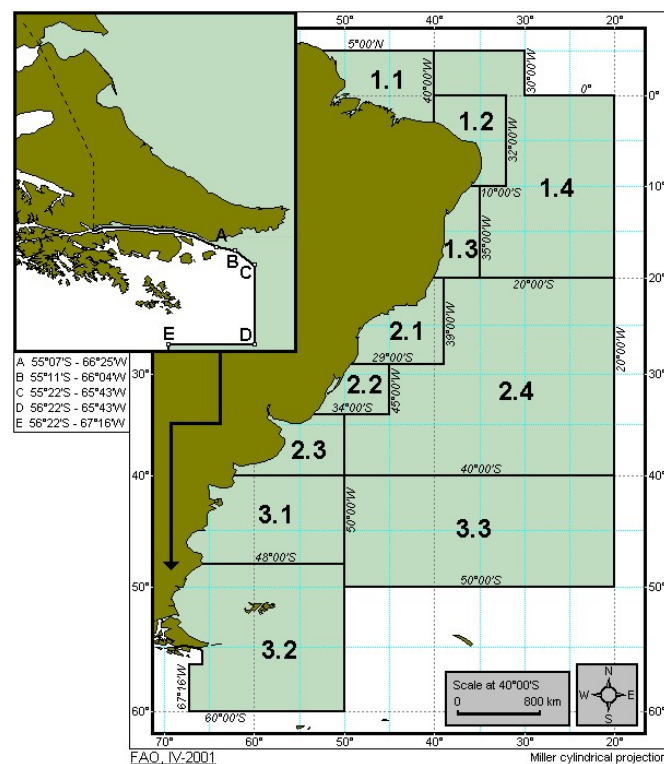 50° 40° 30° 20°
5°00'N
1.1
40°00'W
30°00'W
0°
0°
1.2
32°00'W
10°00'S
10°
1.4
1.3
35°00'W
20°00'S
20°
A
B
C
D
E
2.1
39°00'W
29°00'S
20°00'W
30°
A 55°07'S - 66°25'W
B 55°11'S - 66°04'W
C 55°22'S - 65°43'W
D 56°22'S - 65°43'W
E 56°22'S - 67°16'W
2.2
34°00'S
45°00'W
2.4
2.3
40°00'S
40°
3.1
50°00'W
3.3
48°00'S
50°00'S
50°
3.2
67°16'W
60°00'S
Scale at 40°00'S
0 800 km
N
W E
S
60°
70° 60° 50° 40° 30° 20°
FAO, IV-2001
Miller cylindrical projection